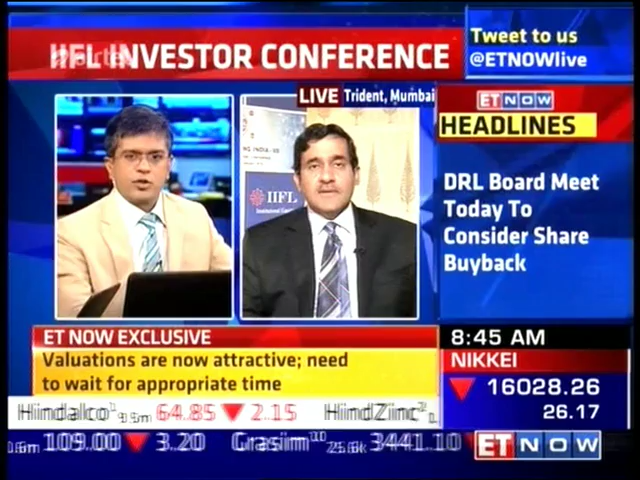 IIFL INVESTOR CONFERENCE
Tweet to us
@ETNOWlive
LIVE Trident, Mumbai
ET NOW
HEADLINES
IIFL
DRL Board Meet
Today To
Consider Share
Buyback
ET NOW EXCLUSIVE
Valuations are now attractive; need
to wait for appropriate time
8:45 AM
NIKKEI
16028.26
26.17
Hindalco 64.85 2.15 HindZinc
109.00 3.20 Grasim 3441.10
ET NOW